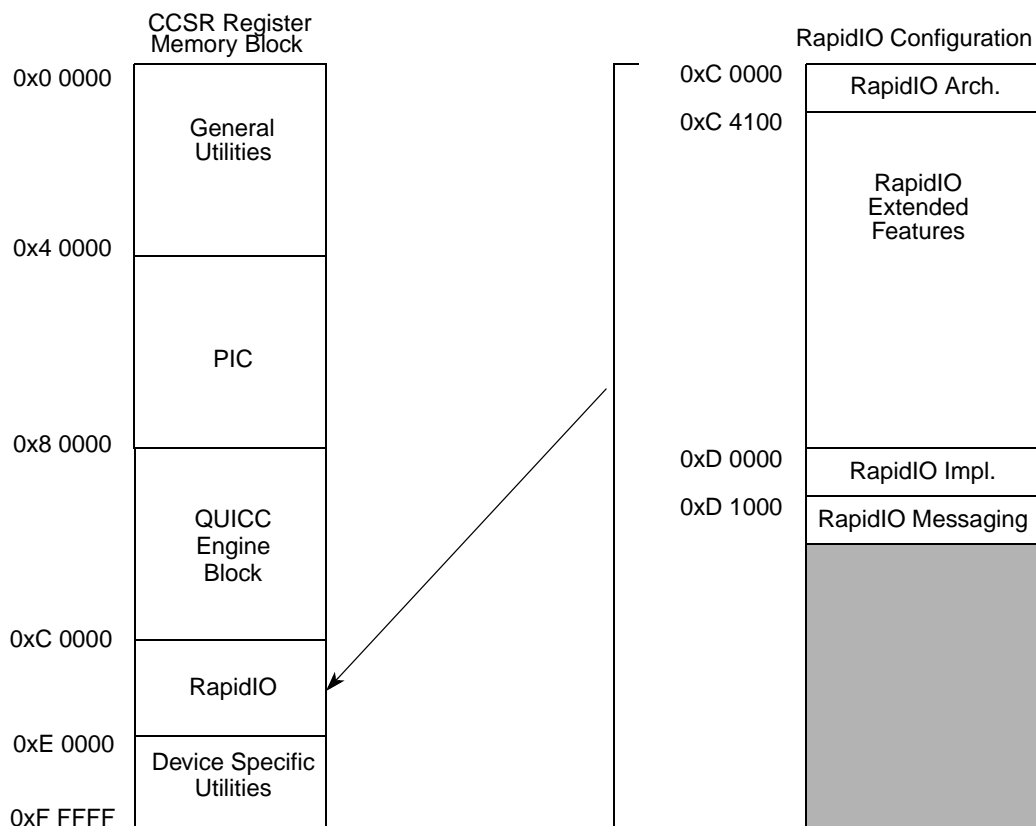 CCSR Register
Memory Block
0x0 0000
General
Utilities
0x4 0000
PIC
0x8 0000
QUICC
Engine
Block
0xC 0000
RapidIO
0xE 0000
Device Specific
Utilities
0xF FFFF
RapidIO Configuration
0xC 0000
RapidIO Arch.
0xC 4100
RapidIO
Extended
Features
0xD 0000
RapidIO Impl.
0xD 1000
RapidIO Messaging